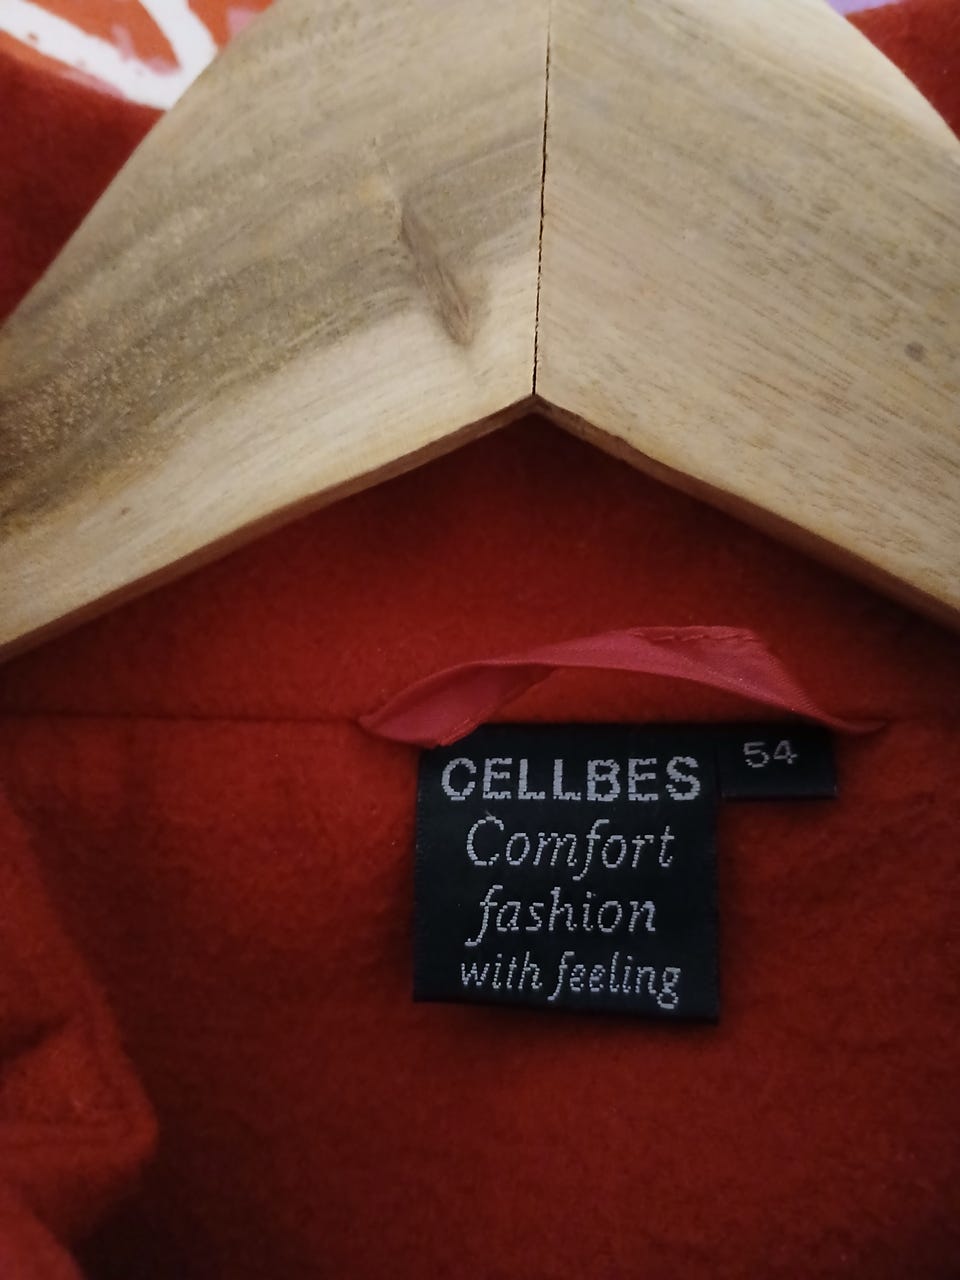 CELLBES
54
Comfort
fashion
with feeling